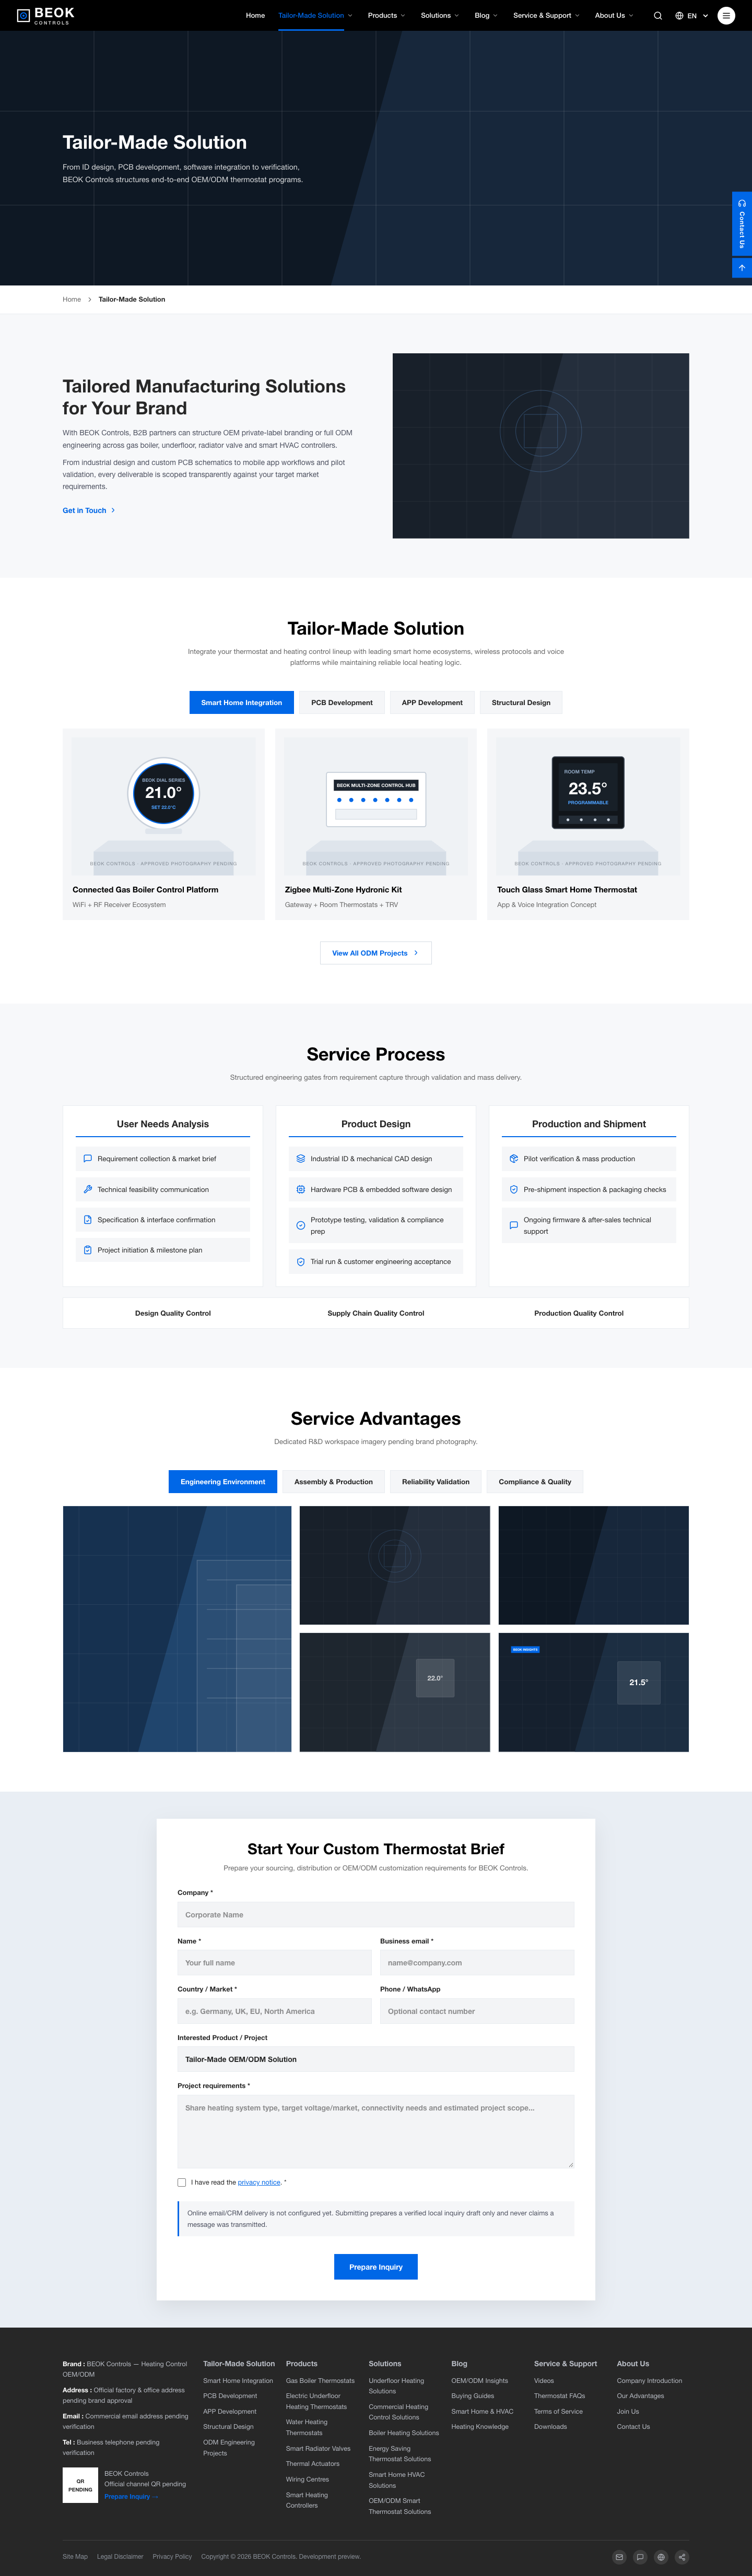 BEOK
CONTROLS
Home
Tailor-Made Solution
Products
Solutions
Blog
Service & Support
About Us
EN
Tailor-Made Solution
From ID design, PCB development, software integration to verification,
BEOK Controls structures end-to-end OEM/ODM thermostat programs.
Contact Us
Home
Tailor-Made Solution
Tailored Manufacturing Solutions
for Your Brand
With BEOK Controls, B2B partners can structure OEM private-label branding or full ODM
engineering across gas boiler, underfloor, radiator valve and smart HVAC controllers.
From industrial design and custom PCB schematics to mobile app workflows and pilot
validation, every deliverable is scoped transparently against your target market
requirements.
Get in Touch
Tailor-Made Solution
Integrate your thermostat and heating control lineup with leading smart home ecosystems, wireless protocols and voice
platforms while maintaining reliable local heating logic.
Smart Home Integration
PCB Development
APP Development
Structural Design
BEOK DIAL SERIES
21.0°
SET 22.0°C
BEOK CONTROLS · APPROVED PHOTOGRAPHY PENDING
Connected Gas Boiler Control Platform
WiFi + RF Receiver Ecosystem
BEOK MULTI-ZONE CONTROL HUB
BEOK CONTROLS · APPROVED PHOTOGRAPHY PENDING
Zigbee Multi-Zone Hydronic Kit
Gateway + Room Thermostats + TRV
ROOM TEMP
23.5°
PROGRAMMABLE
BEOK CONTROLS · APPROVED PHOTOGRAPHY PENDING
Touch Glass Smart Home Thermostat
App & Voice Integration Concept
View All ODM Projects
Service Process
Structured engineering gates from requirement capture through validation and mass delivery.
User Needs Analysis
Requirement collection & market brief
Technical feasibility communication
Specification & interface confirmation
Project initiation & milestone plan
Product Design
Industrial ID & mechanical CAD design
Hardware PCB & embedded software design
Prototype testing, validation & compliance
prep
Trial run & customer engineering acceptance
Production and Shipment
Pilot verification & mass production
Pre-shipment inspection & packaging checks
Ongoing firmware & after-sales technical
support
Design Quality Control
Supply Chain Quality Control
Production Quality Control
Service Advantages
Dedicated R&D workspace imagery pending brand photography.
Engineering Environment
Assembly & Production
Reliability Validation
Compliance & Quality
22.0°
BEOK INSIGHTS
21.5°
Start Your Custom Thermostat Brief
Prepare your sourcing, distribution or OEM/ODM customization requirements for BEOK Controls.
Company *
Corporate Name
Name *
Business email *
Your full name
name@company.com
Country / Market *
Phone / WhatsApp
e.g. Germany, UK, EU, North America
Optional contact number
Interested Product / Project
Tailor-Made OEM/ODM Solution
Project requirements *
Share heating system type, target voltage/market, connectivity needs and estimated project scope...
I have read the privacy notice. *
Online email/CRM delivery is not configured yet. Submitting prepares a verified local inquiry draft only and never claims a
message was transmitted.
Prepare Inquiry
Brand : BEOK Controls — Heating Control
OEM/ODM
Address : Official factory & office address
pending brand approval
Email : Commercial email address pending
verification
Tel : Business telephone pending
verification
QR
PENDING
BEOK Controls
Official channel QR pending
Prepare Inquiry →
Tailor-Made Solution
Smart Home Integration
PCB Development
APP Development
Structural Design
ODM Engineering
Projects
Products
Gas Boiler Thermostats
Electric Underfloor
Heating Thermostats
Water Heating
Thermostats
Smart Radiator Valves
Thermal Actuators
Wiring Centres
Smart Heating
Controllers
Solutions
Underfloor Heating
Solutions
Commercial Heating
Control Solutions
Boiler Heating Solutions
Energy Saving
Thermostat Solutions
Smart Home HVAC
Solutions
OEM/ODM Smart
Thermostat Solutions
Blog
OEM/ODM Insights
Buying Guides
Smart Home & HVAC
Heating Knowledge
Service & Support
Videos
Thermostat FAQs
Terms of Service
Downloads
About Us
Company Introduction
Our Advantages
Join Us
Contact Us
Site Map
Legal Disclaimer
Privacy Policy
Copyright © 2026 BEOK Controls. Development preview.